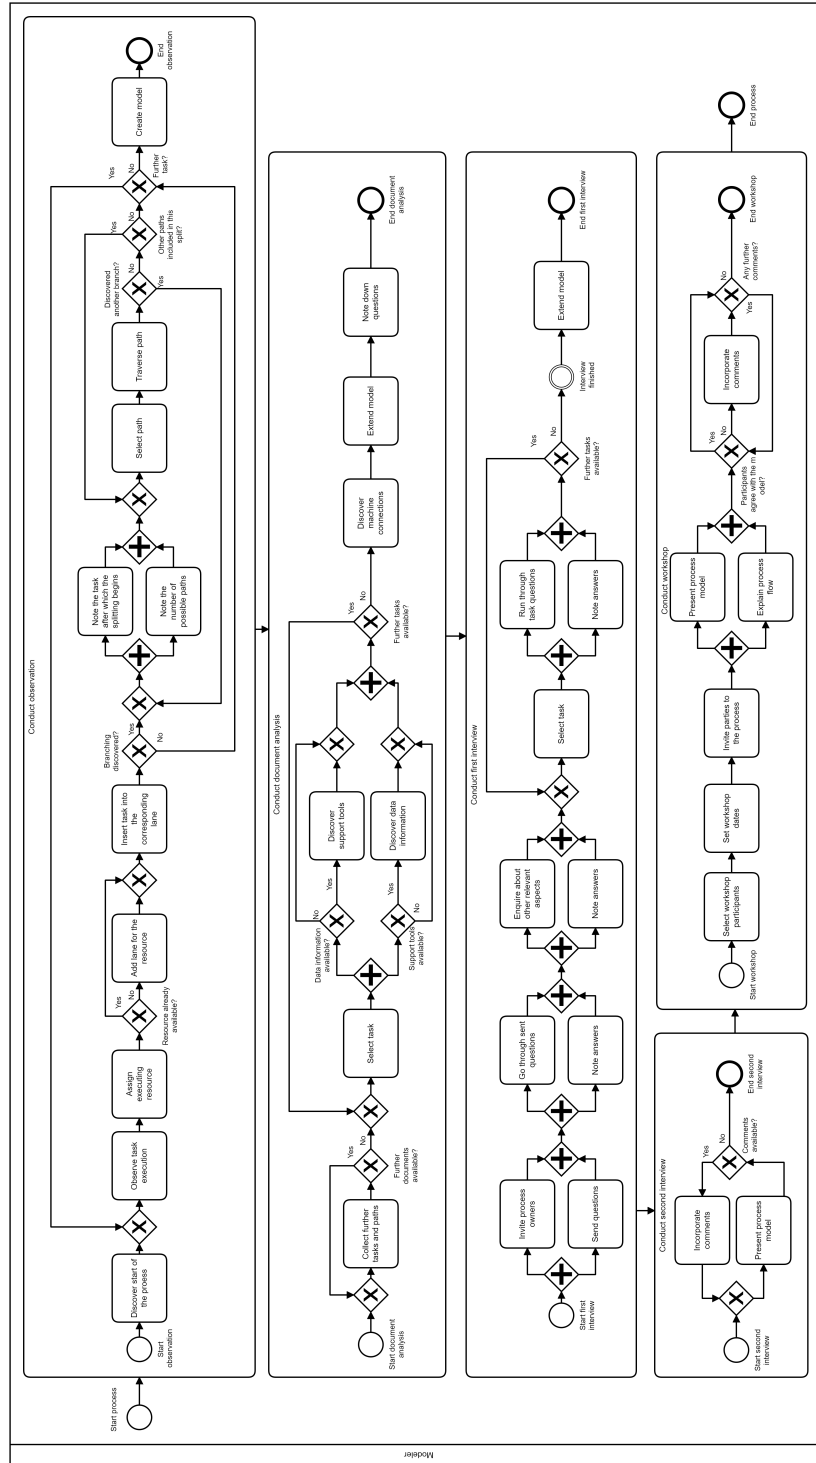 Modeler
Start process
Conduct observation
Start
observation
Discover start of
the proess
Observe task
execution
Assign
executing
resource
Resource already
available?
Yes
No
Add lane for the
resource
Insert task into
the
corresponding
lane
Branching
discovered?
Yes
No
Note the task
after which the
splitting begins
Note the
number of
possible paths
Select path
Traverse path
Discovered
another branch?
No
Yes
Other paths
included in this
split?
Yes
No
Further
task?
Yes
No
Create model
End
observation
Conduct document analysis
Start document
analysis
Collect further
tasks and paths
Further
documents
available?
Yes
No
Select task
Data information
available?
No
Yes
Support tools
available?
Yes
No
Discover
support tools
Discover data
information
Further tasks
available?
Yes
No
Discover
machine
connections
Extend model
Note down
questions
End document
analysis
Conduct first interview
Start first
interview
Invite process
owners
Send questions
Go through sent
questions
Note answers
Enquire about
other relevant
aspects
Note answers
Select task
Run through
task questions
Note answers
Further tasks
available?
Yes
No
Interview
finished
Extend model
End first interview
Conduct second interview
Start second
interview
Incorporate
comments
Present process
model
Comments
available?
Yes
No
End second
interview
Conduct workshop
Start workshop
Select workshop
participants
Set workshop
dates
Invite parties to
the process
Present process
model
Explain process
flow
Participants
agree with the m
odel?
Yes
No
Incorporate
comments
Any further
comments?
No
Yes
End workshop
End process